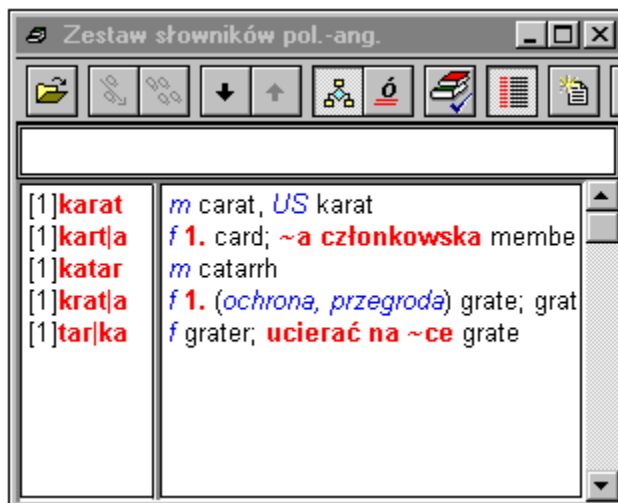 Zestaw słowników pol.-ang.
ó
[1]karat m carat, US karat
[1]kart|a f 1. card; ~a członkowska membe
[1]katar m catarrh
[1]krat|a f 1. (ochrona, przegroda) grate; grat
[1]tar|ka f grater; ucierać na ~ce grate